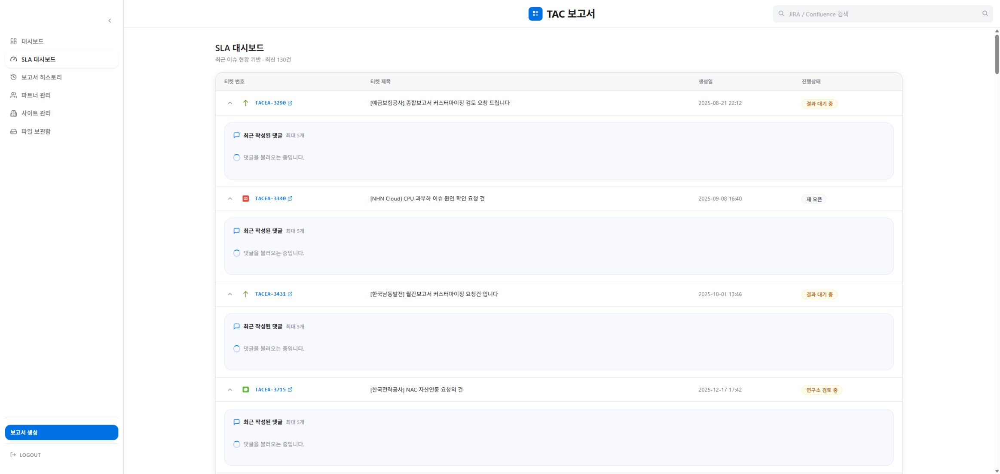 TAC 보고서
JIRA / Confluence 검색
대시보드
SLA 대시보드
보고서 히스토리
파트너 관리
사이트 관리
파일 보관함
보고서 생성
LOGOUT
SLA 대시보드
최근 이슈 현황 기반 · 최신 130건
티켓 번호 티켓 제목 생성일 진행상태
TACEA-3290 [예금보험공사] 종합보고서 커스터마이징 검토 요청 드립니다 2025-08-21 22:12 결과 대기 중
최근 작성된 댓글 최대 5개
댓글을 불러오는 중입니다.
TACEA-3340 [NHN Cloud] CPU 과부하 이슈 원인 확인 요청 건 2025-09-08 16:40 재 오픈
최근 작성된 댓글 최대 5개
댓글을 불러오는 중입니다.
TACEA-3431 [한국남동발전] 월간보고서 커스터마이징 요청건 입니다 2025-10-01 13:46 결과 대기 중
최근 작성된 댓글 최대 5개
댓글을 불러오는 중입니다.
TACEA-3715 [한국전력공사] NAC 자산연동 요청의 건 2025-12-17 17:42 연구소 검토 중
최근 작성된 댓글 최대 5개
댓글을 불러오는 중입니다.